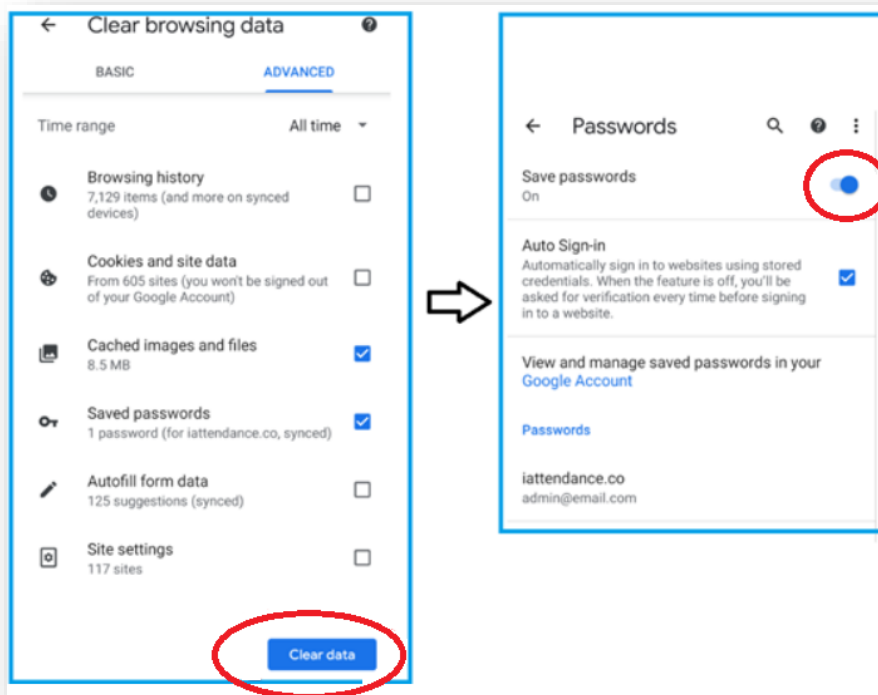 Clear browsing data
BASIC ADVANCED
Time range All time
Browsing history
7,129 items (and more on synced
devices)
Cookies and site data
From 605 sites (you won't be signed out
of your Google Account)
Cached images and files
8.5 MB
Saved passwords
1 password (for iattendance.co, synced)
Autofill form data
125 suggestions (synced)
Site settings
117 sites
Clear data
Passwords
Save passwords
On
Auto Sign-in
Automatically sign in to websites using stored
credentials. When the feature is off, you'll be
asked for verification every time before signing
in to a website.
View and manage saved passwords in your
Google Account
Passwords
iattendance.co
admin@email.com